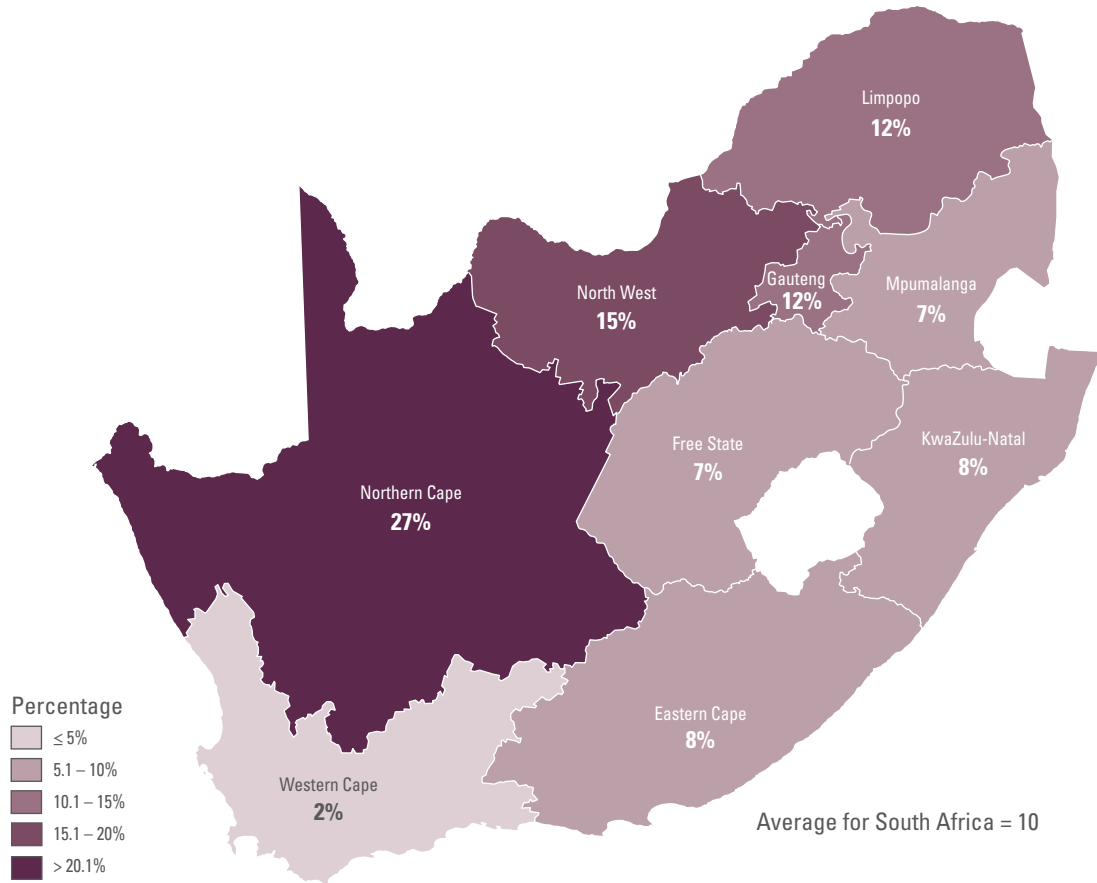 Limpopo
12%
North West
15%
Gauteng
12%
Mpumalanga
7%
Free State
7%
KwaZulu-Natal
8%
Northern Cape
27%
Eastern Cape
8%
Western Cape
2%
Percentage
≤ 5%
5.1 – 10%
10.1 – 15%
15.1 – 20%
> 20.1%
Average for South Africa = 10